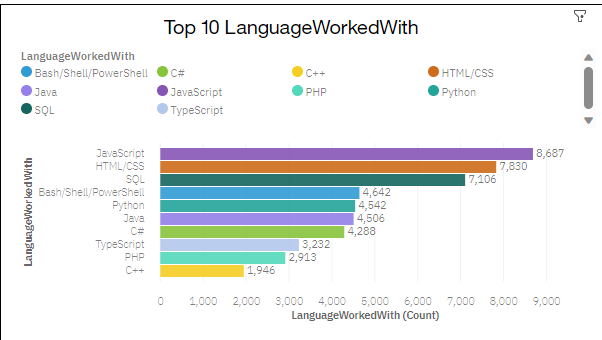 Top 10 LanguageWorkedWith
LanguageWorkedWith
Bash/Shell/PowerShell C# C++ HTML/CSS
Java JavaScript PHP Python
SQL TypeScript
LanguageWorkedWith
JavaScript 8,687
HTML/CSS 7,830
SQL 7,106
Bash/Shell/PowerShell 4,642
Python 4,542
Java 4,506
C# 4,288
TypeScript 3,232
PHP 2,913
C++ 1,946
0 1,000 2,000 3,000 4,000 5,000 6,000 7,000 8,000 9,000
LanguageWorkedWith (Count)